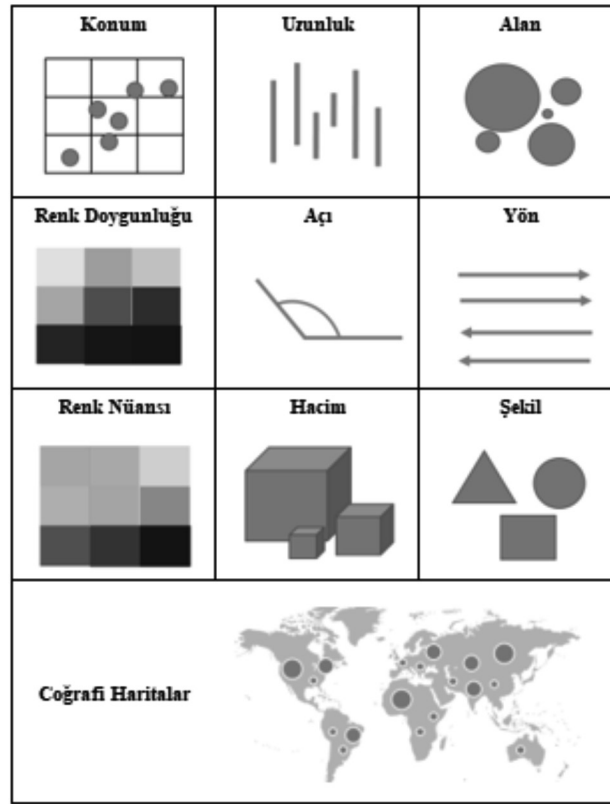 Konum
Uzunluk
Alan
Renk Doygunluğu
Açı
Yön
Renk Nüansı
Hacim
Şekil
Coğrafi Haritalar